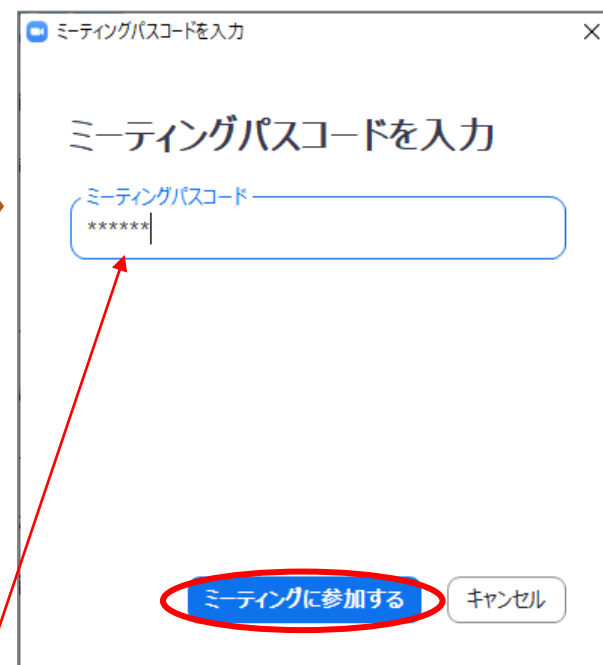 ミーティングパスコードを入力
ミーティングパスコードを入力
ミーティングパスコード
******
ミーティングに参加する
キャンセル